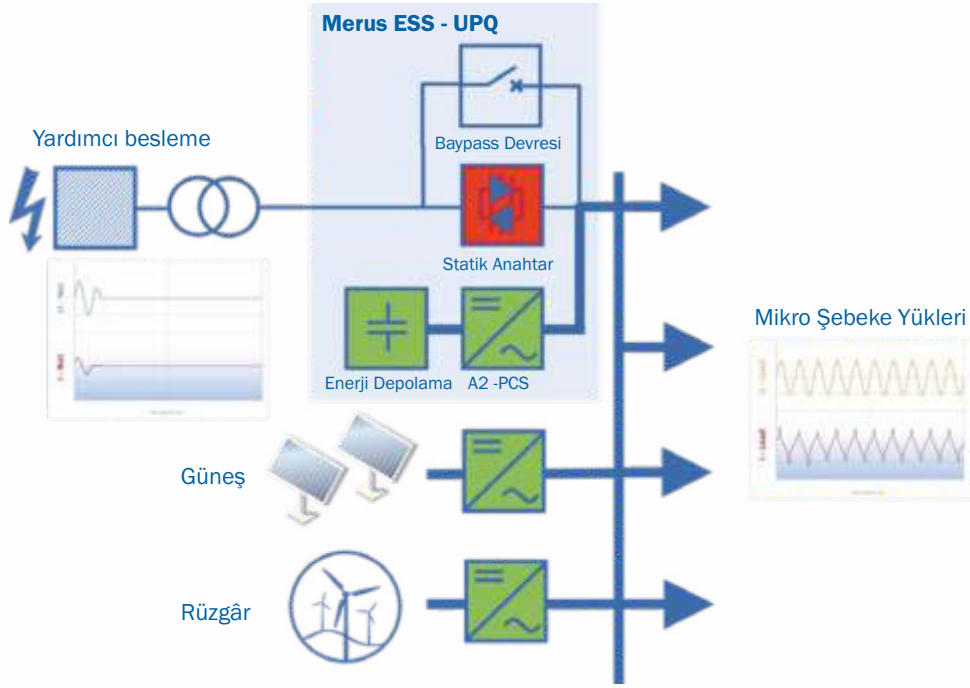 Merus ESS - UPQ
Baypass Devresi
Yardımcı besleme
Statik Anahtar
Enerji Depolama
A2 -PCS
Mikro Şebeke Yükleri
Güneş
Rüzgâr